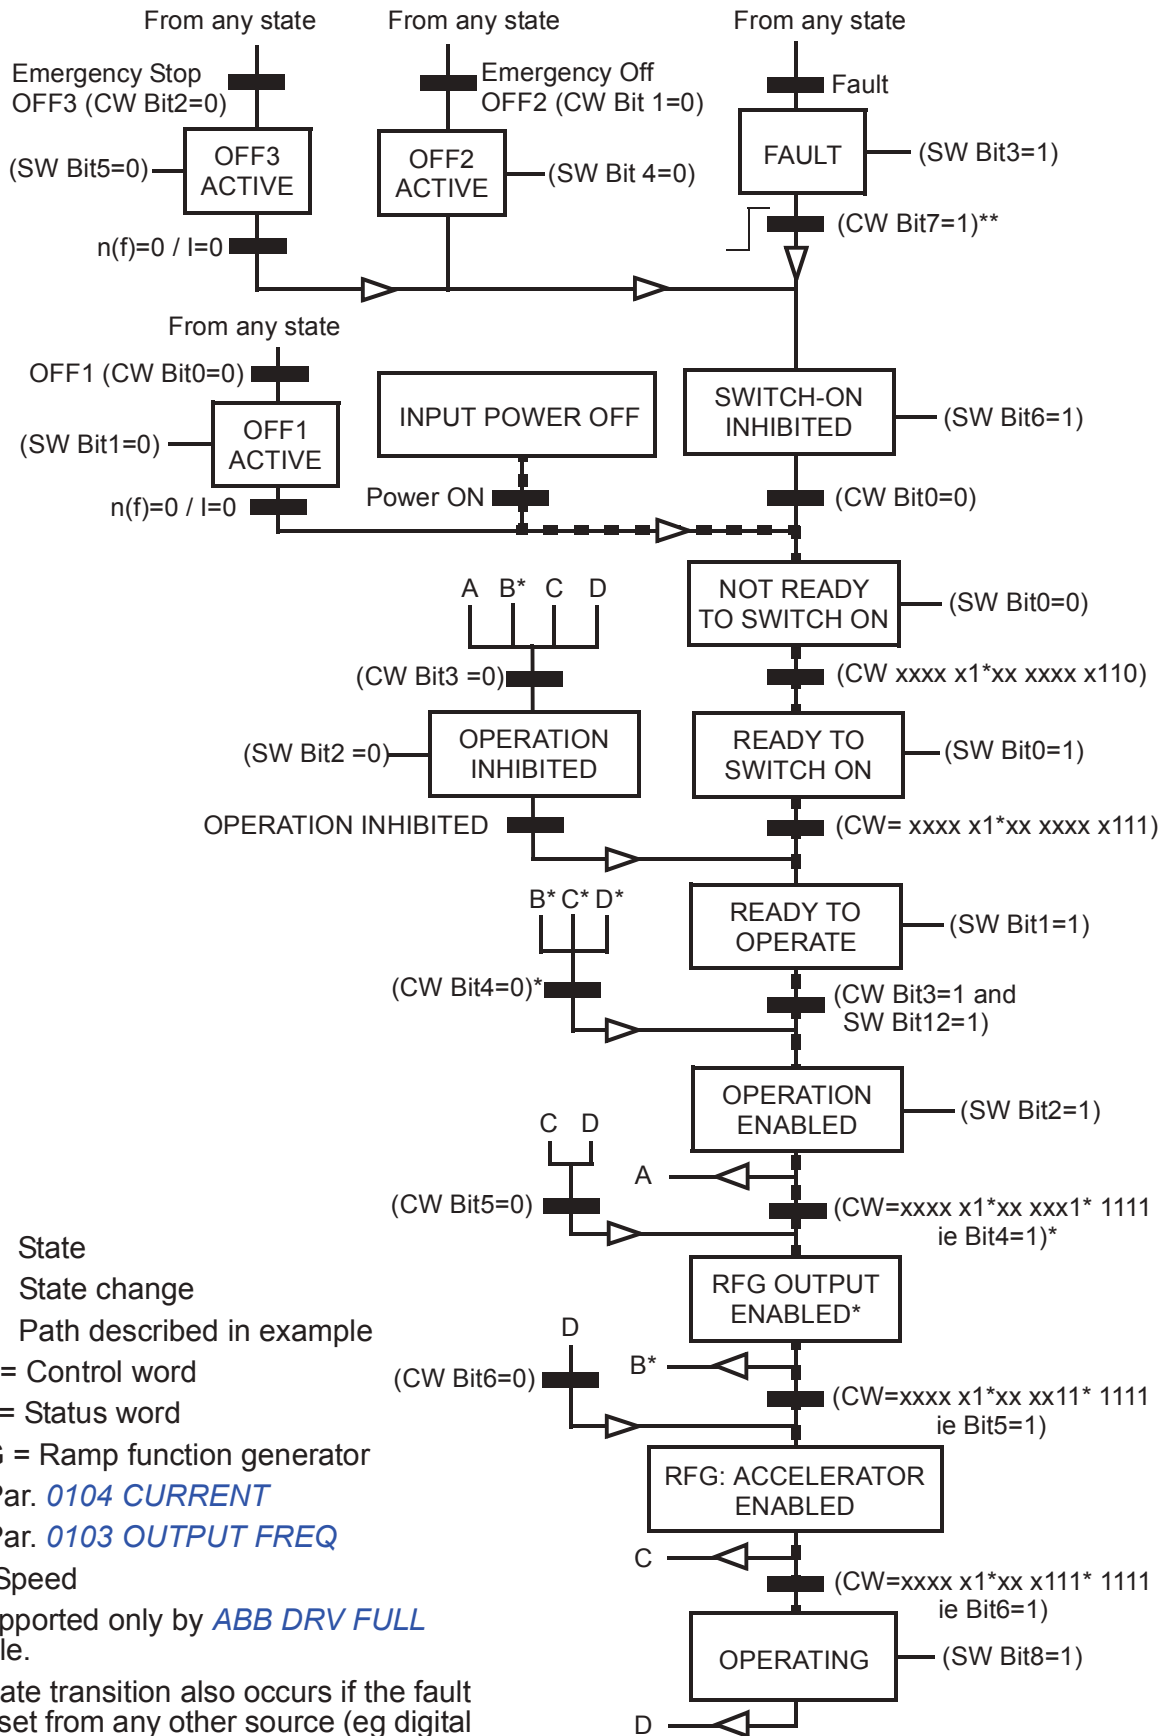 From any state
From any state
From any state
Emergency Stop
OFF3 (CW Bit2=0)
Emergency Off
OFF2 (CW Bit 1=0)
Fault
(SW Bit5=0)
OFF3
ACTIVE
OFF2
ACTIVE
(SW Bit 4=0)
FAULT
(SW Bit3=1)
n(f)=0 / I=0
(CW Bit7=1)**
From any state
OFF1 (CW Bit0=0)
(SW Bit1=0)
OFF1
ACTIVE
n(f)=0 / I=0
INPUT POWER OFF
Power ON
SWITCH-ON
INHIBITED
(SW Bit6=1)
(CW Bit0=0)
A B* C D
NOT READY
TO SWITCH ON
(SW Bit0=0)
(CW Bit3 =0)
(CW xxxx x1*xx xxxx x110)
(SW Bit2 =0)
OPERATION
INHIBITED
READY TO
SWITCH ON
(SW Bit0=1)
OPERATION INHIBITED
(CW= xxxx x1*xx xxxx x111)
B* C* D*
READY TO
OPERATE
(SW Bit1=1)
(CW Bit4=0)*
(CW Bit3=1 and
SW Bit12=1)
OPERATION
ENABLED
(SW Bit2=1)
C D
A
(CW Bit5=0)
(CW=xxxx x1*xx xxx1* 1111
ie Bit4=1)*
RFG OUTPUT
ENABLED*
D
B*
(CW Bit6=0)
(CW=xxxx x1*xx xx11* 1111
ie Bit5=1)
RFG: ACCELERATOR
ENABLED
C
(CW=xxxx x1*xx x111* 1111
ie Bit6=1)
OPERATING
(SW Bit8=1)
D
State
State change
Path described in example
= Control word
= Status word
= Ramp function generator
Par. 0104 CURRENT
Par. 0103 OUTPUT FREQ
Speed
pported only by ABB DRV FULL
le.
ate transition also occurs if the fault
set from any other source (eg digital